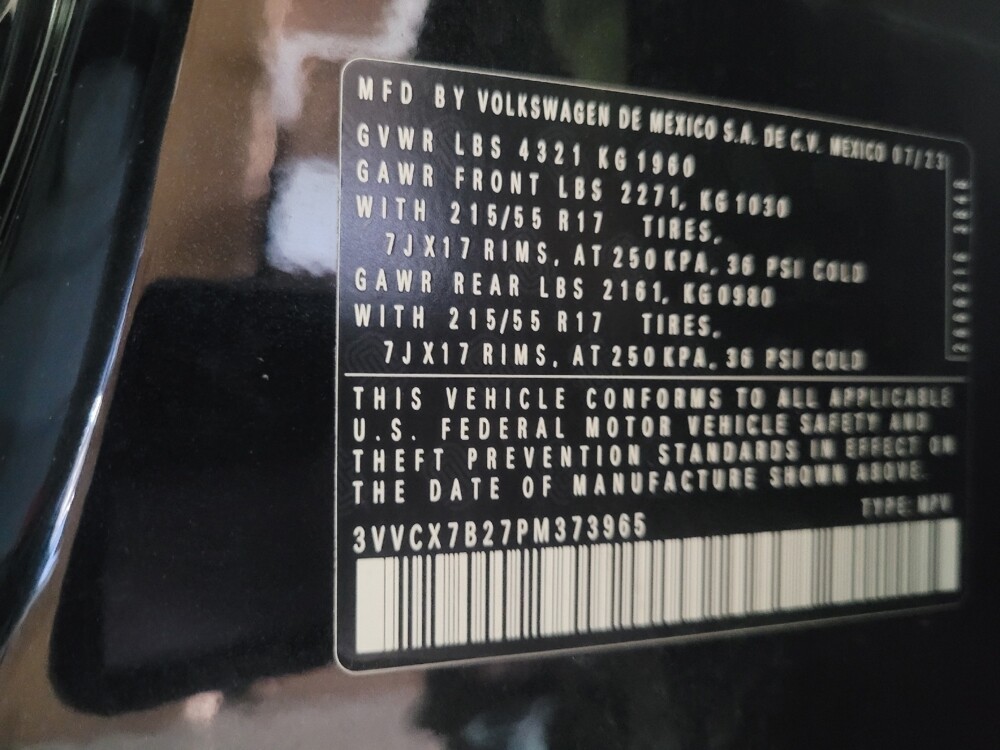 MFD BY VOLKSWAGEN DE MEXICO S.A. DE C.V. MEXICO 07/23
GVWR LBS 4321 KG 1960
GAWR FRONT LBS 2271, KG 1030
WITH 215/55 R17 TIRES,
7JX17 RIMS, AT 250 KPA, 36 PSI COLD
GAWR REAR LBS 2161, KG 0980
WITH 215/55 R17 TIRES,
7JX17 RIMS, AT 250 KPA, 36 PSI COLD
THIS VEHICLE CONFORMS TO ALL APPLICABLE
U.S. FEDERAL MOTOR VEHICLE SAFETY AND
THEFT PREVENTION STANDARDS IN EFFECT ON
THE DATE OF MANUFACTURE SHOWN ABOVE.
TYPE: MPV
3VVCX7B27PM373965